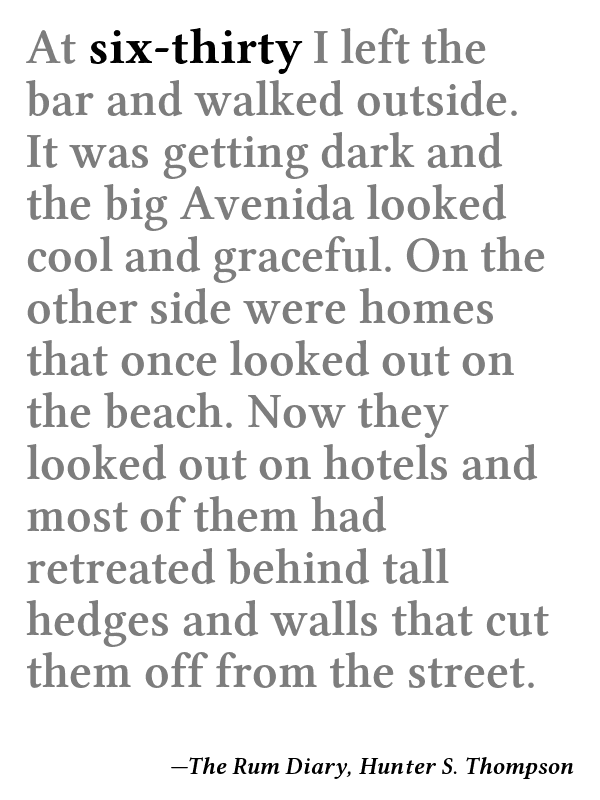 At six-thirty I left the
bar and walked outside.
It was getting dark and
the big Avenida looked
cool and graceful. On the
other side were homes
that once looked out on
the beach. Now they
looked out on hotels and
most of them had
retreated behind tall
hedges and walls that cut
them off from the street.
—The Rum Diary, Hunter S. Thompson